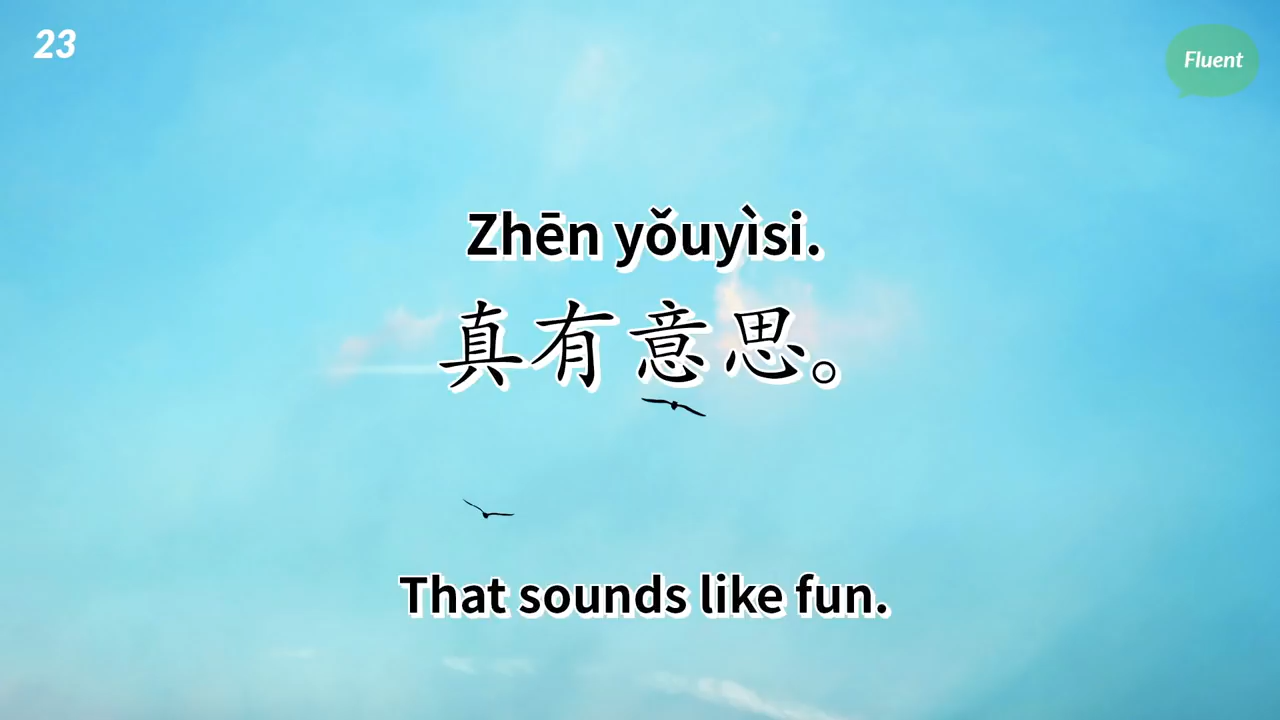 23
Fluent
Zhēn yǒuyìsi.
真有意思。
That sounds like fun.